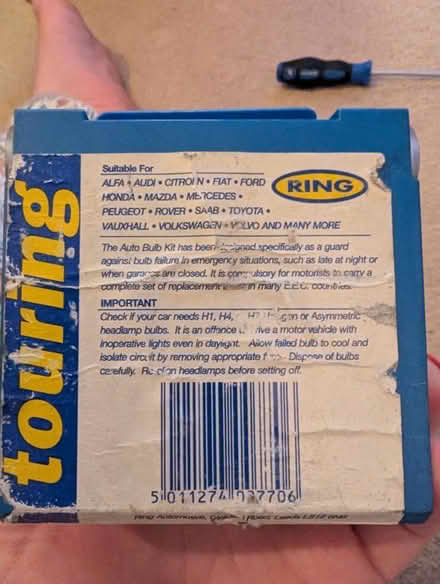 touring
Suitable For
ALFA • AUDI • CITROEN • FIAT • FORD
HONDA • MAZDA • MERCEDES •
PEUGEOT • ROVER • SAAB • TOYOTA •
VAUXHALL • VOLKSWAGEN • VOLVO AND MANY MORE
RING
The Auto Bulb Kit has been designed specifically as a guard
against bulb failure in emergency situations, such as late at night or
when garages are closed. It is compulsory for motorists to carry a
complete set of replacement in many E.E.C. countries.
IMPORTANT
Check if your car needs H1, H4, or Asymmetric
headlamp bulbs. It is an offence drive a motor vehicle with
inoperative lights even in daylight. Allow failed bulb to cool and
isolate circuit by removing appropriate Dispose of bulbs
carefully. headlamps before setting off.
5 011274 037706
Ring Automotive, Leeds